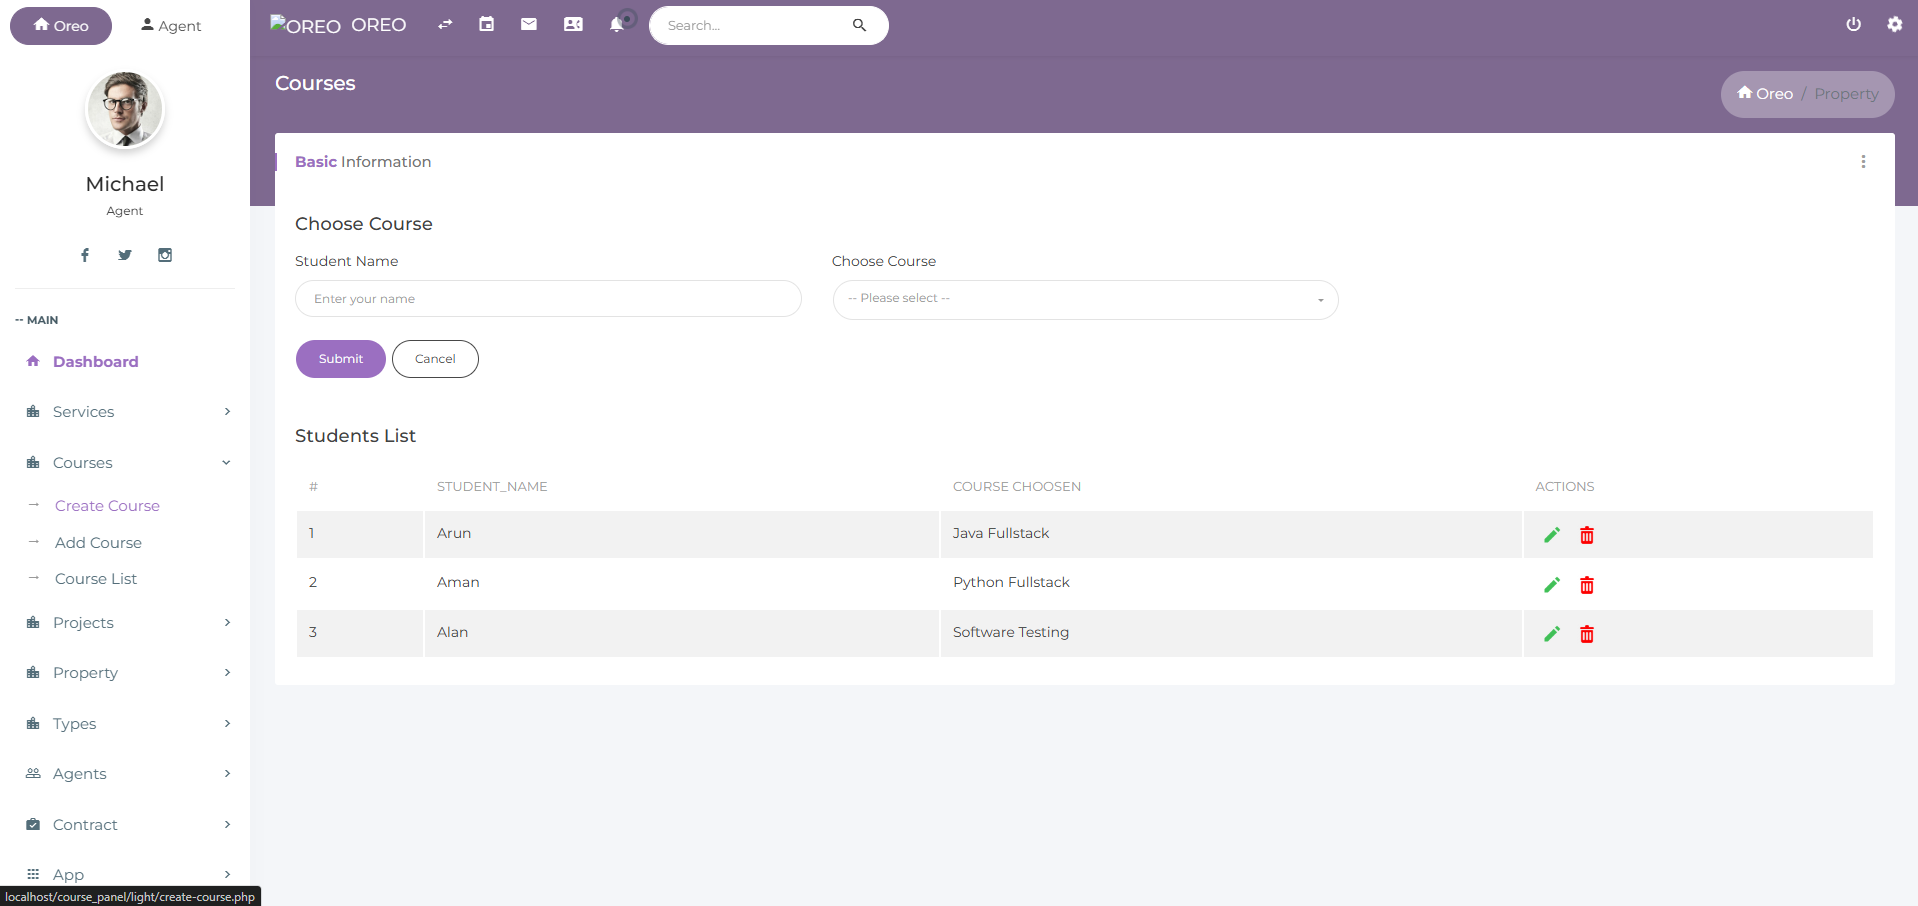 Oreo
Agent
Michael
Agent
-- MAIN
Dashboard
Services
Courses
Create Course
Add Course
Course List
Projects
Property
Types
Agents
Contract
App
localhost/course_panel/light/create-course.php
OREO OREO
Search...
Courses
Oreo / Property
Basic Information
Choose Course
Student Name
Choose Course
Enter your name
-- Please select --
Submit
Cancel
Students List
# STUDENT_NAME COURSE CHOOSEN ACTIONS
1 Arun Java Fullstack
2 Aman Python Fullstack
3 Alan Software Testing